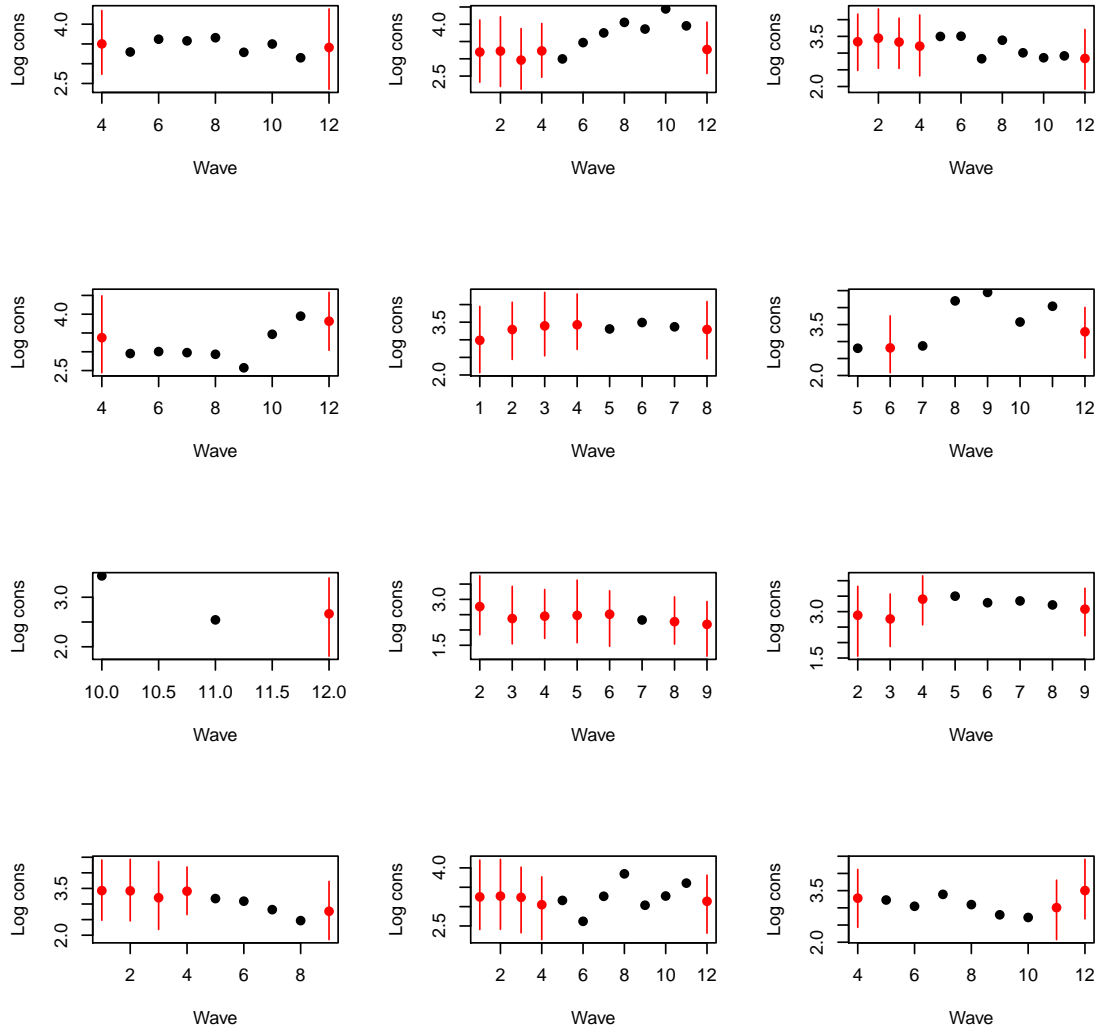 Log cons 4.0 2.5 4 6 8 10 12 Wave
Log cons 4.0 2.5 2 4 6 8 10 12 Wave
Log cons 3.5 2.0 2 4 6 8 10 12 Wave
Log cons 4.0 2.5 4 6 8 10 12 Wave
Log cons 3.5 2.0 1 2 3 4 5 6 7 8 Wave
Log cons 3.5 2.0 5 6 7 8 9 10 12 Wave
Log cons 3.0 2.0 10.0 10.5 11.0 11.5 12.0 Wave
Log cons 3.0 1.5 2 3 4 5 6 7 8 9 Wave
Log cons 3.0 1.5 2 3 4 5 6 7 8 9 Wave
Log cons 3.5 2.0 2 4 6 8 Wave
Log cons 4.0 2.5 2 4 6 8 10 12 Wave
Log cons 3.5 2.0 4 6 8 10 12 Wave